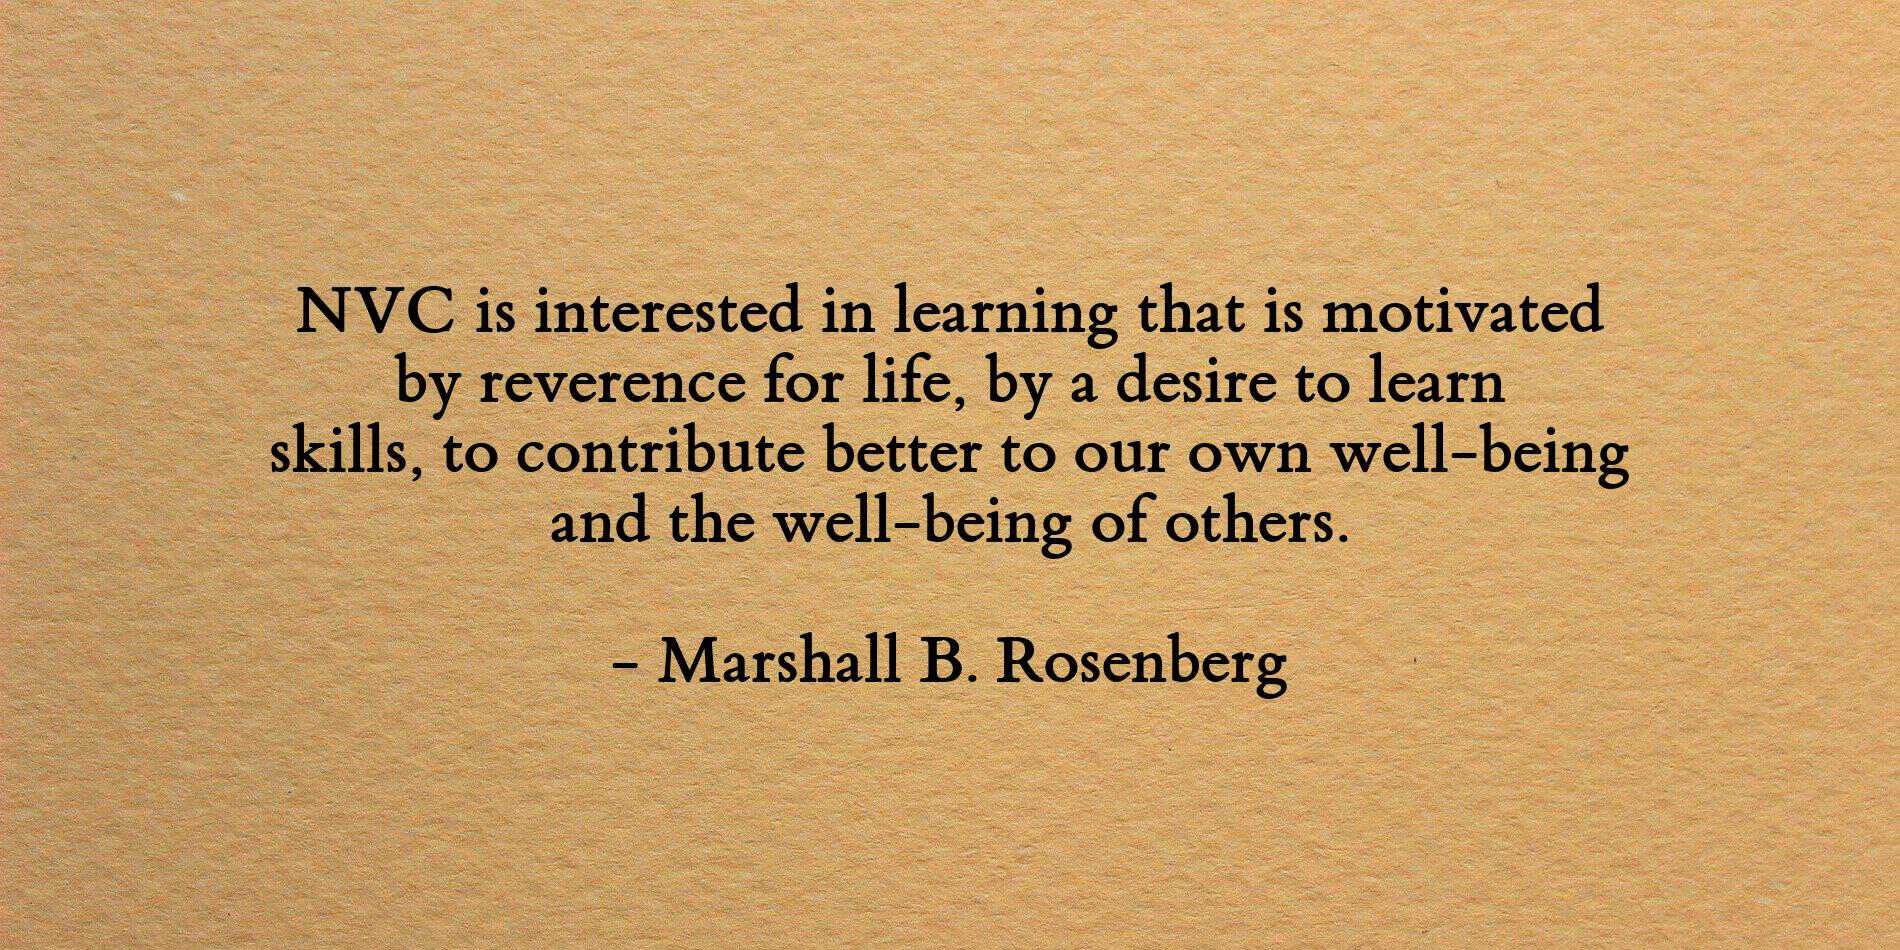 NVC is interested in learning that is motivated
by reverence for life, by a desire to learn
skills, to contribute better to our own well-being
and the well-being of others.
- Marshall B. Rosenberg